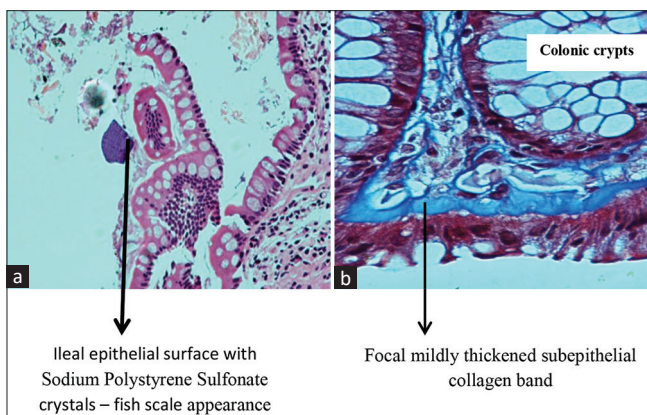 Colonic crypts
a
b
Ileal epithelial surface with
Sodium Polystyrene Sulfonate
crystals – fish scale appearance
Focal mildly thickened subepithelial
collagen band